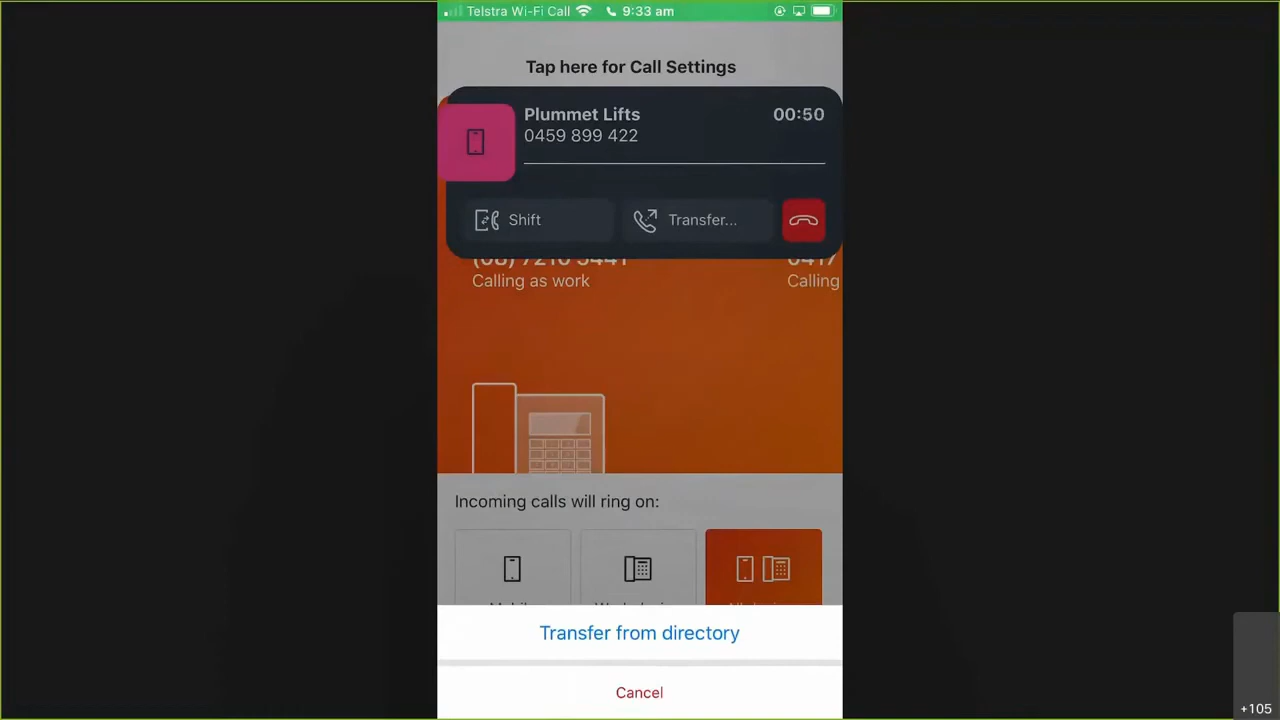 Telstra Wi-Fi Call 9:33 am
Tap here for Call Settings
Plummet Lifts 00:50
0459 899 422
Shift Transfer...
Calling as work Calling
Incoming calls will ring on:
Transfer from directory
Cancel
+105